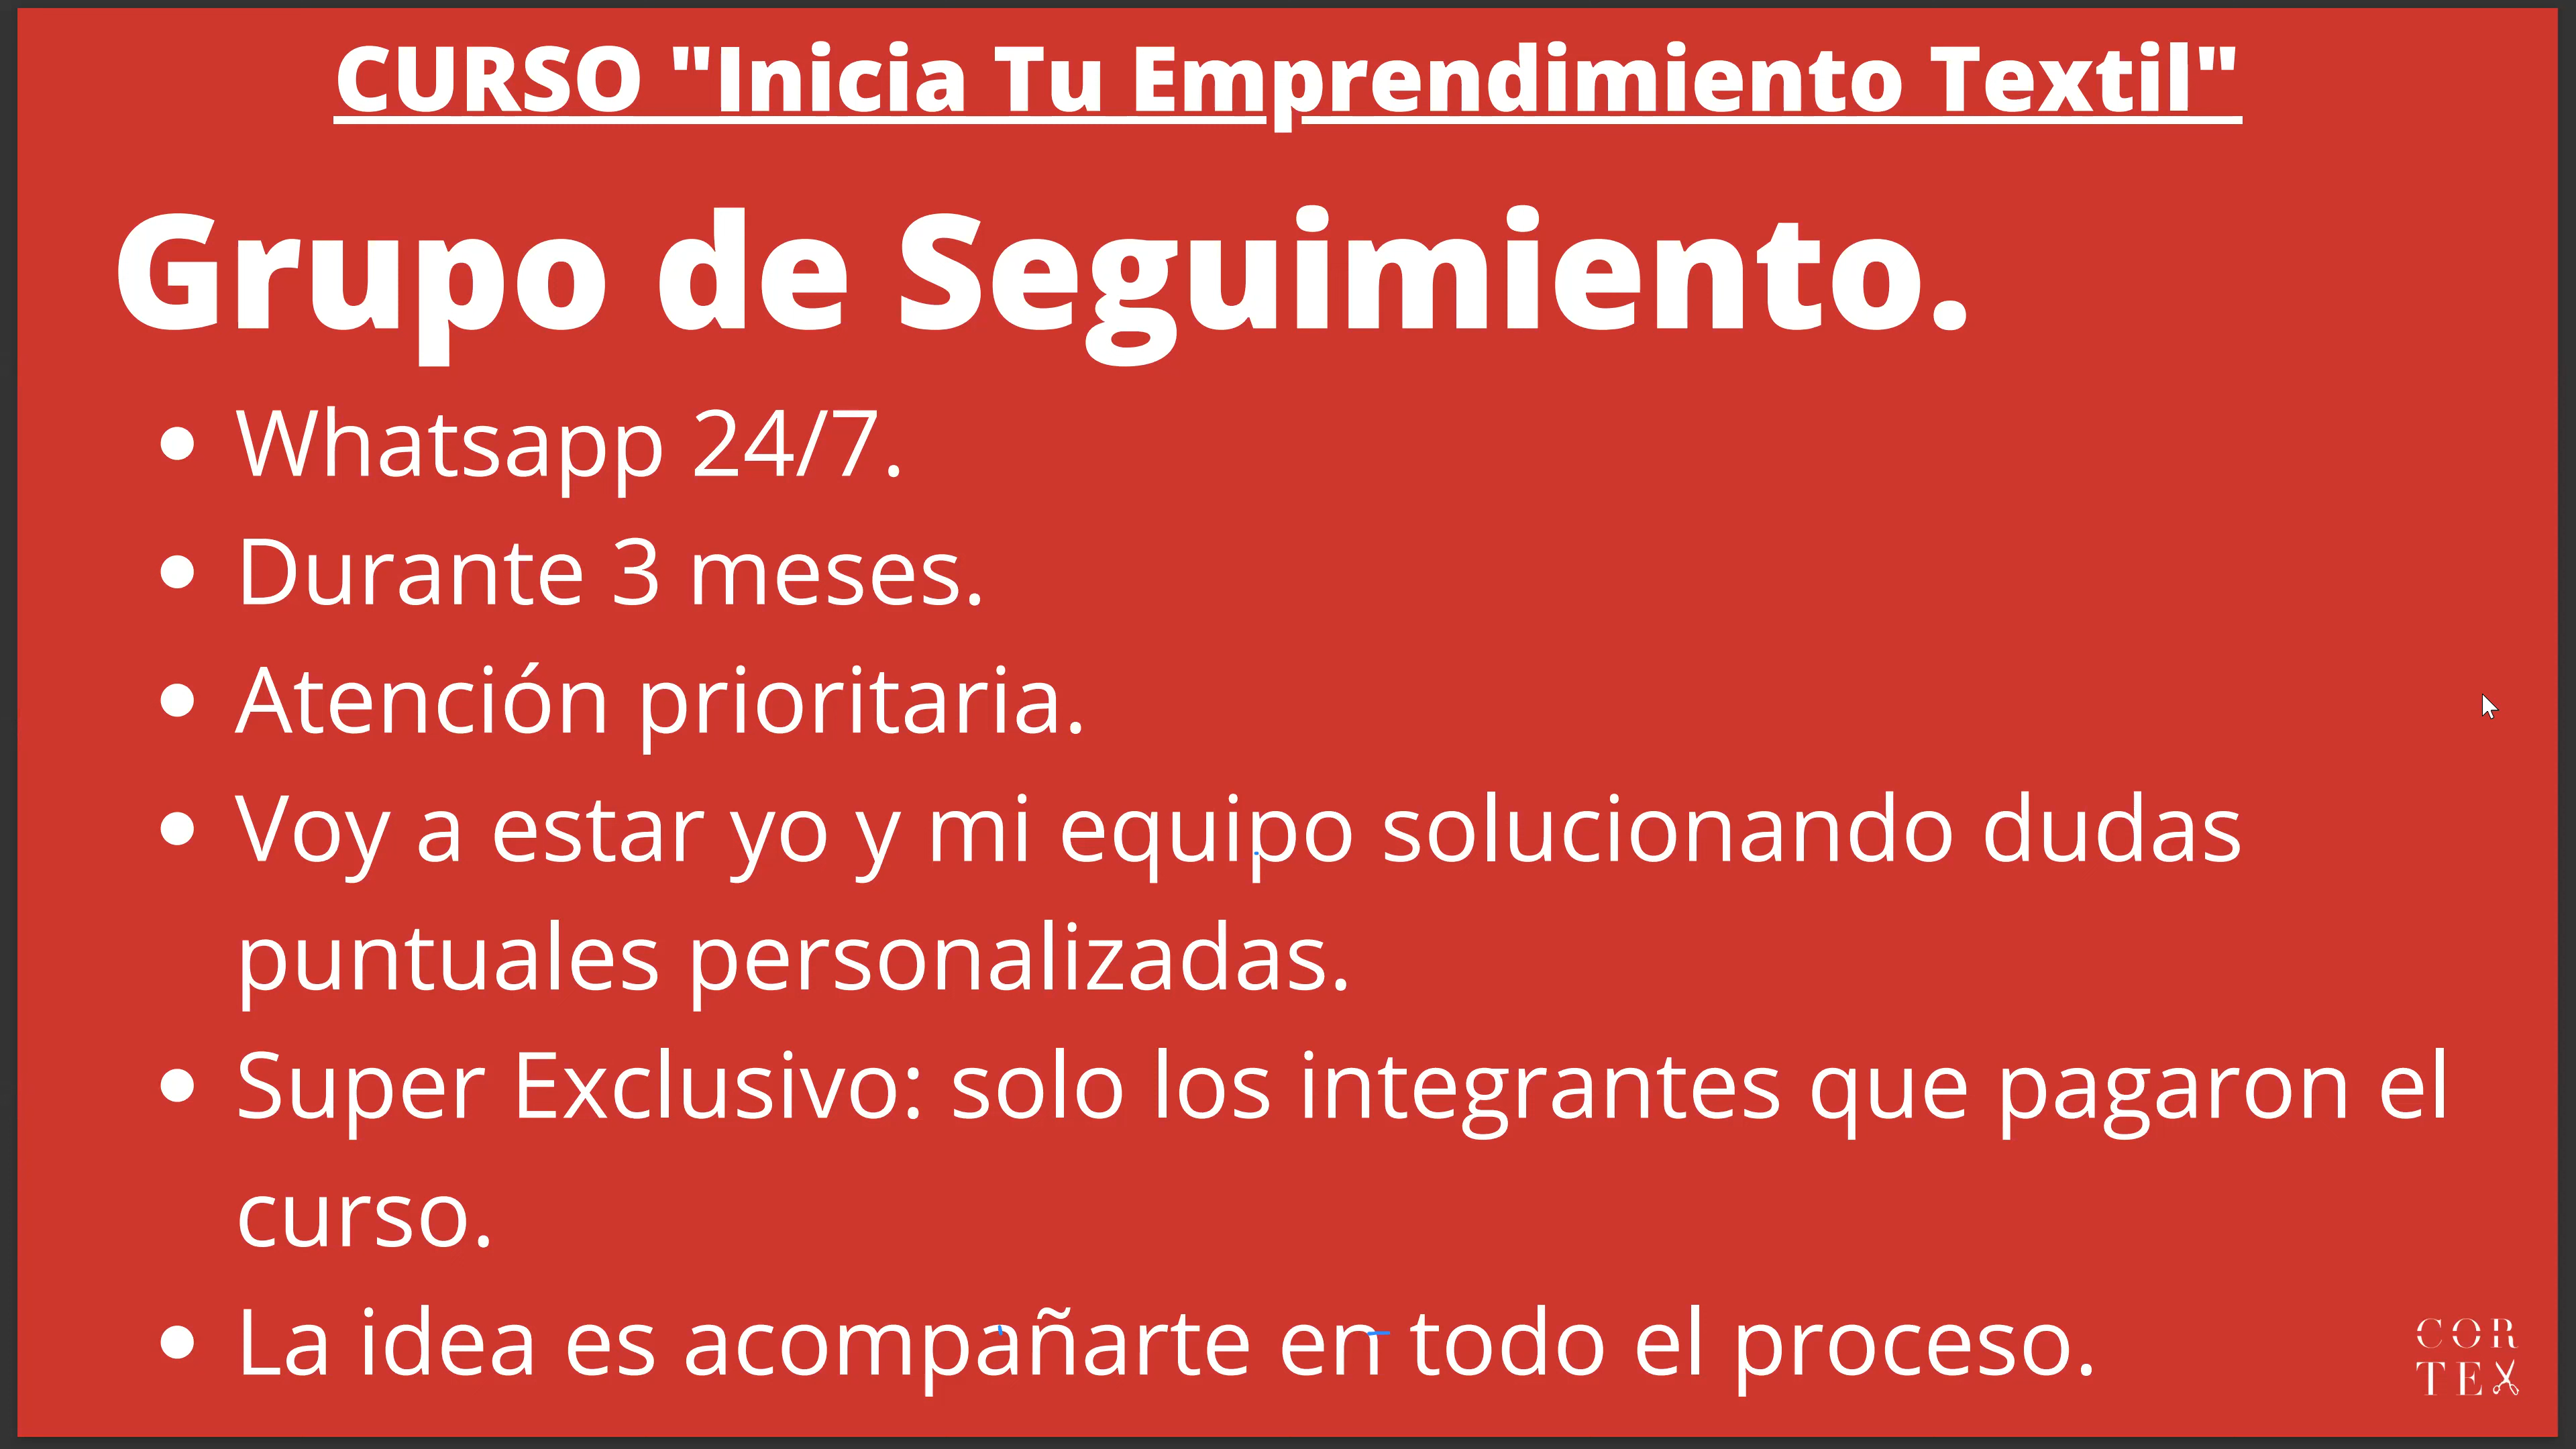 CURSO "Inicia Tu Emprendimiento Textil"
Grupo de Seguimiento.
• Whatsapp 24/7.
• Durante 3 meses.
• Atención prioritaria.
• Voy a estar yo y mi equipo solucionando dudas
puntuales personalizadas.
• Super Exclusivo: solo los integrantes que pagaron el
curso.
• La idea es acompañarte en todo el proceso.
COR
TEX